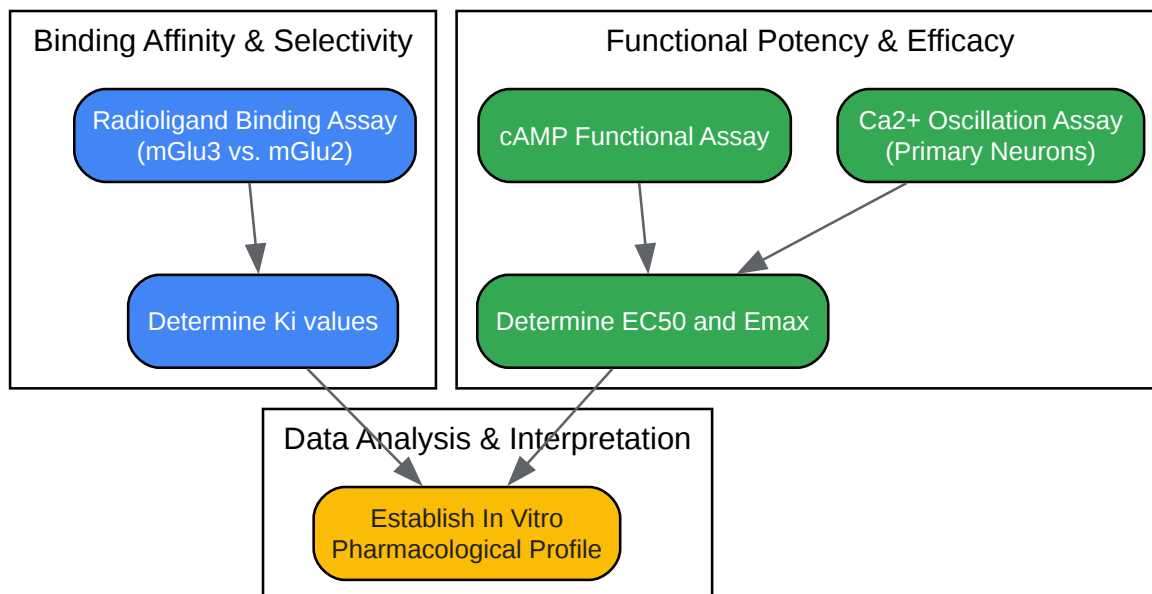 Binding Affinity & Selectivity
Functional Potency & Efficacy
Radioligand Binding Assay
(mGlu3 vs. mGlu2)
cAMP Functional Assay
Ca2+ Oscillation Assay
(Primary Neurons)
Determine Ki values
Determine EC50 and Emax
Data Analysis & Interpretation
Establish In Vitro
Pharmacological Profile